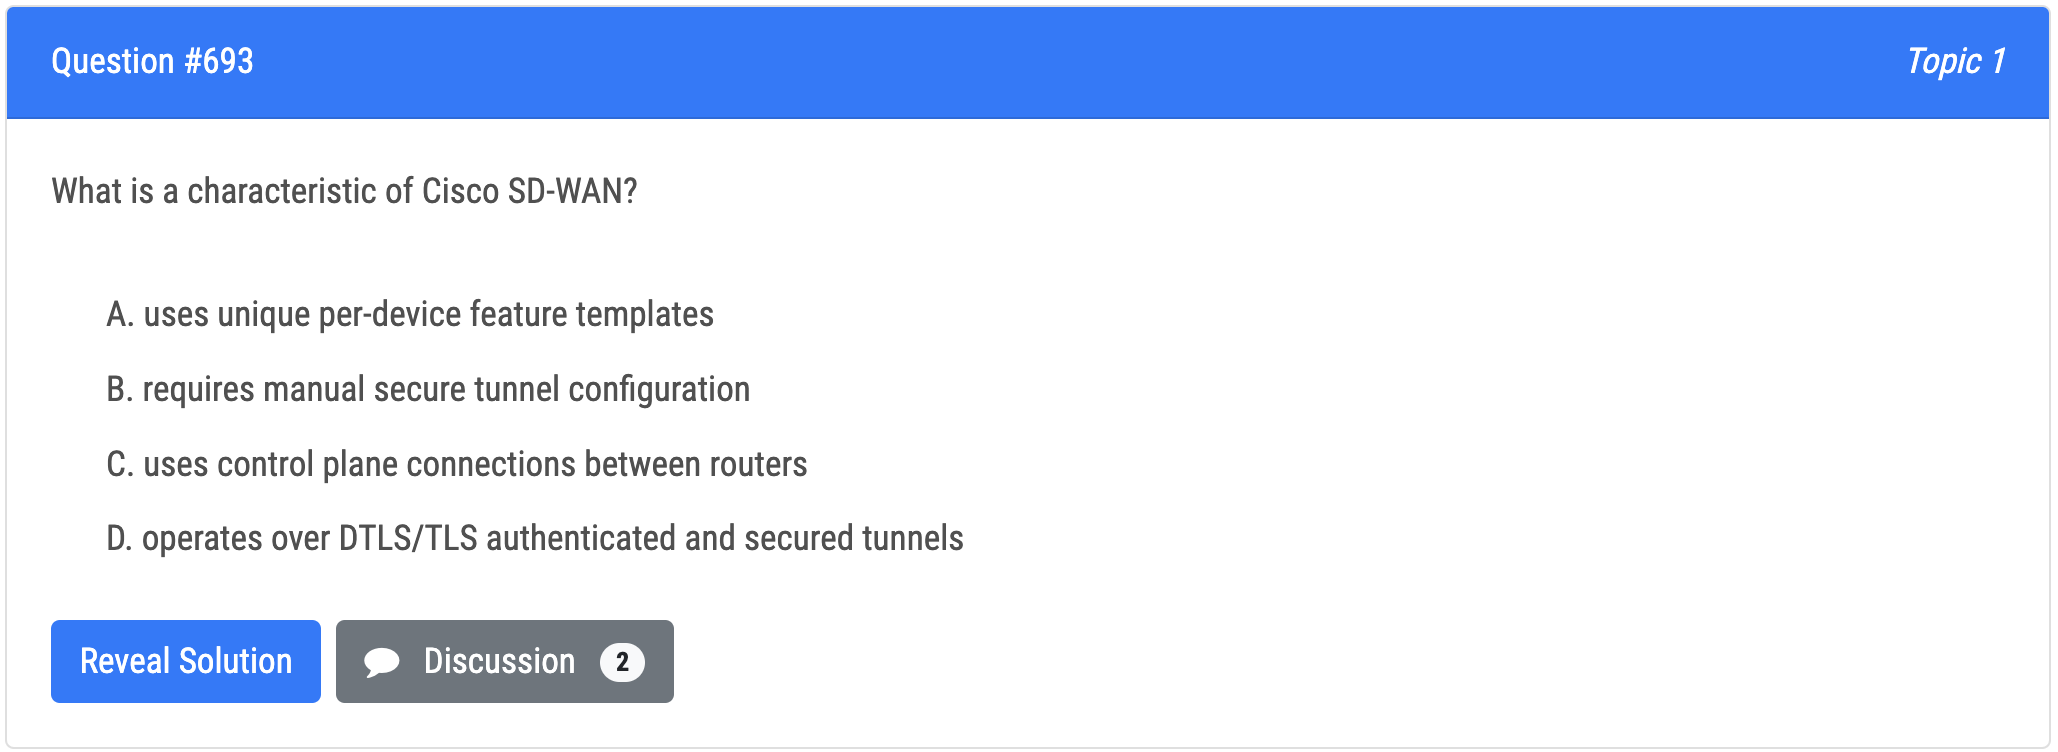 Question #693
Topic 1
What is a characteristic of Cisco SD-WAN?
A. uses unique per-device feature templates
B. requires manual secure tunnel configuration
C. uses control plane connections between routers
D. operates over DTLS/TLS authenticated and secured tunnels
Reveal Solution
Discussion 2